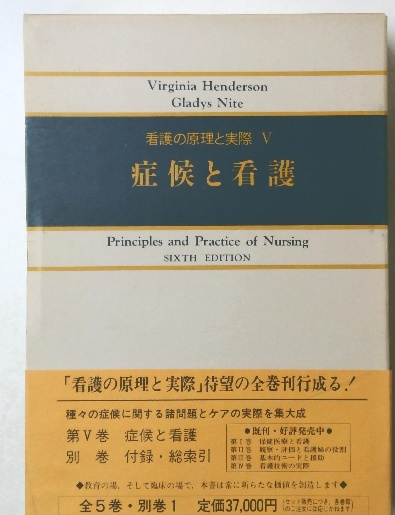 Virginia Henderson
Gladys Nite
看護の原理と実際 V
症候と看護
Principles and Practice of Nursing
SIXTH EDITION
「看護の原理と実際」待望の全巻刊行成る.!
種々の症候に関する諸問題とケアの実際を集大成
第Ⅴ巻 症候と看護
別 巻 付録・総索引
●既刊・好評発売中●
第Ⅰ巻 保健医療と看護
第Ⅱ巻 観察・評価と看護婦の役割
第Ⅲ巻 基本的ニードと援助
第Ⅳ巻 看護技術の実際
◆教育の場、そして臨床の場で、本書は常に新らたな価値を創造します◆
全5巻・別巻1 定価37,000円